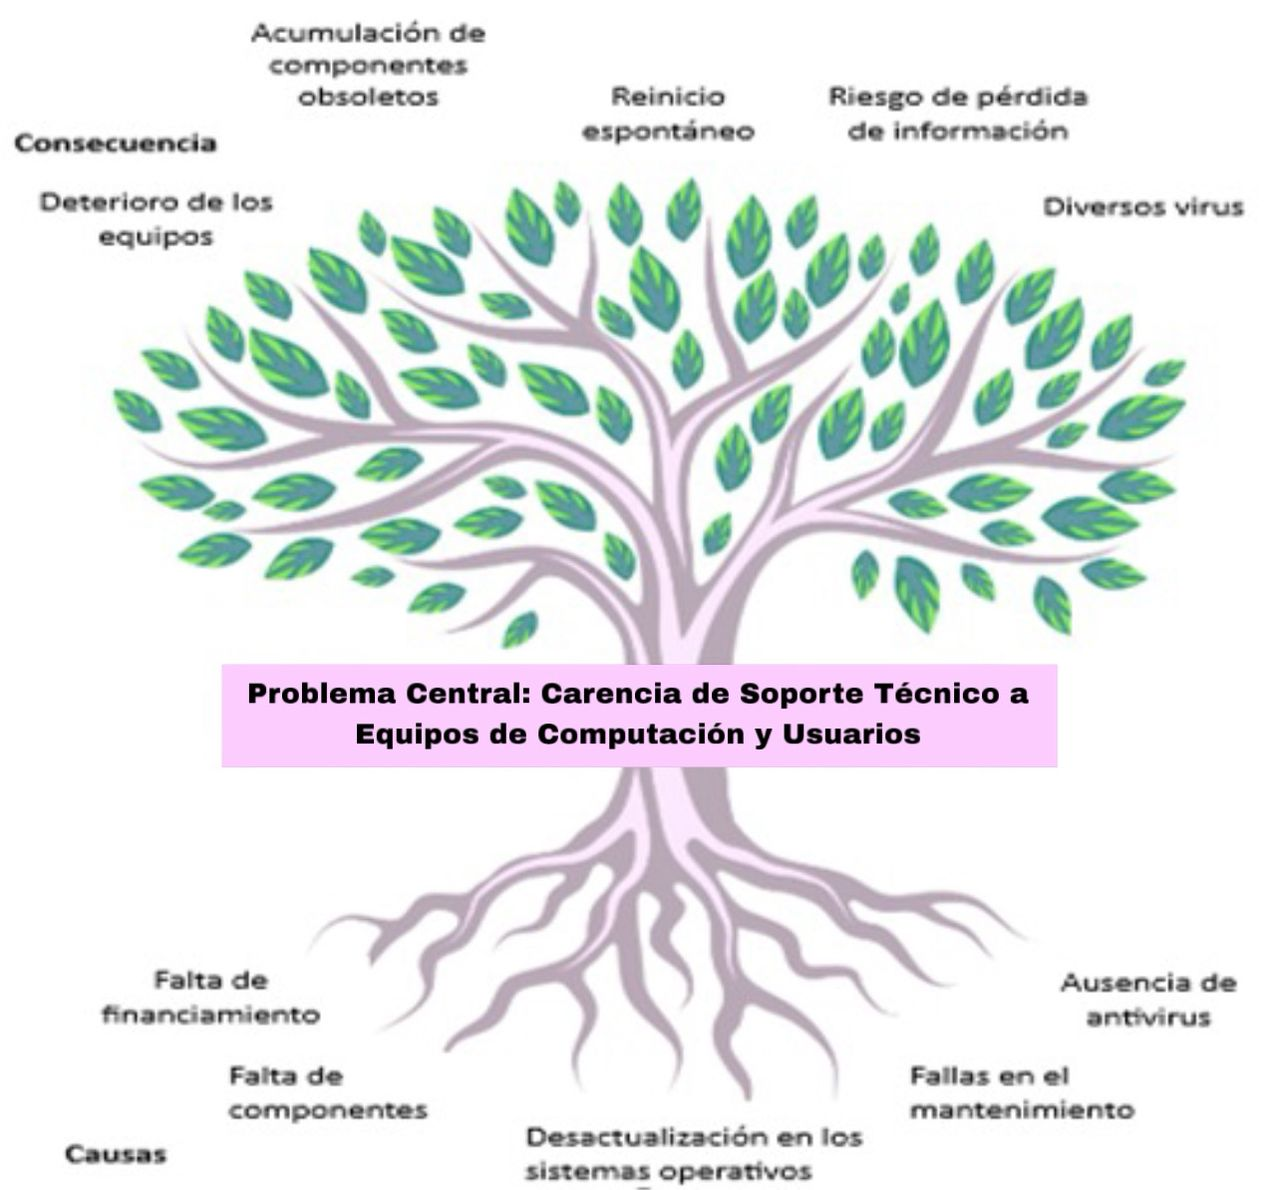 Acumulación de
componentes
obsoletos
Reinicio
espontáneo
Riesgo de pérdida
de información
Consecuencia
Deterioro de los
equipos
Diversos virus
Problema Central: Carencia de Soporte Técnico a
Equipos de Computación y Usuarios
Falta de
financiamiento
Ausencia de
antivirus
Falta de
componentes
Fallas en el
mantenimiento
Desactualización en los
sistemas operativos
Causas